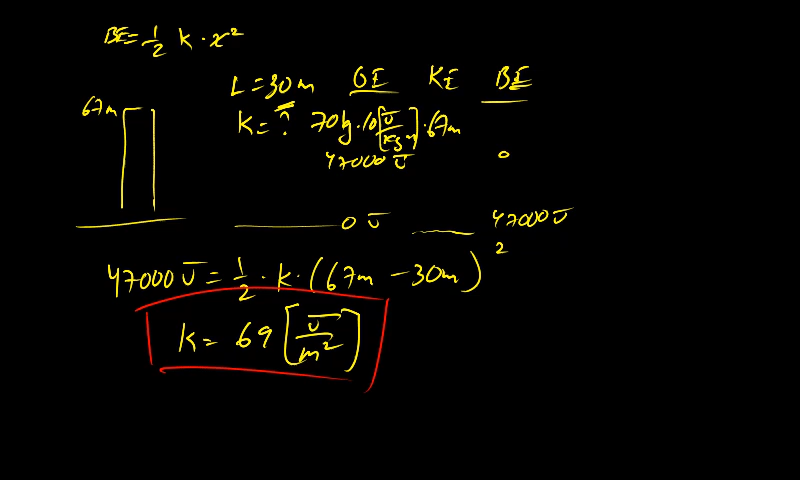 BE = 1/2 K · x²
L = 30m GE KE BE
67m
K = ? 70kg · 10 [J/kg m] · 67m
47000 J 0
0 J 47000 J
47000 J = 1/2 · K · (67m - 30m)²
K = 69 [J/m²]